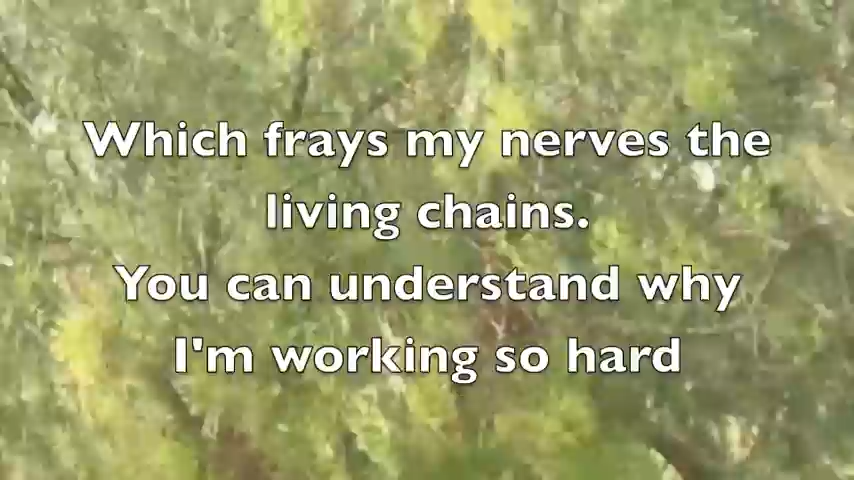 Which frays my nerves the
living chains.
You can understand why
I'm working so hard